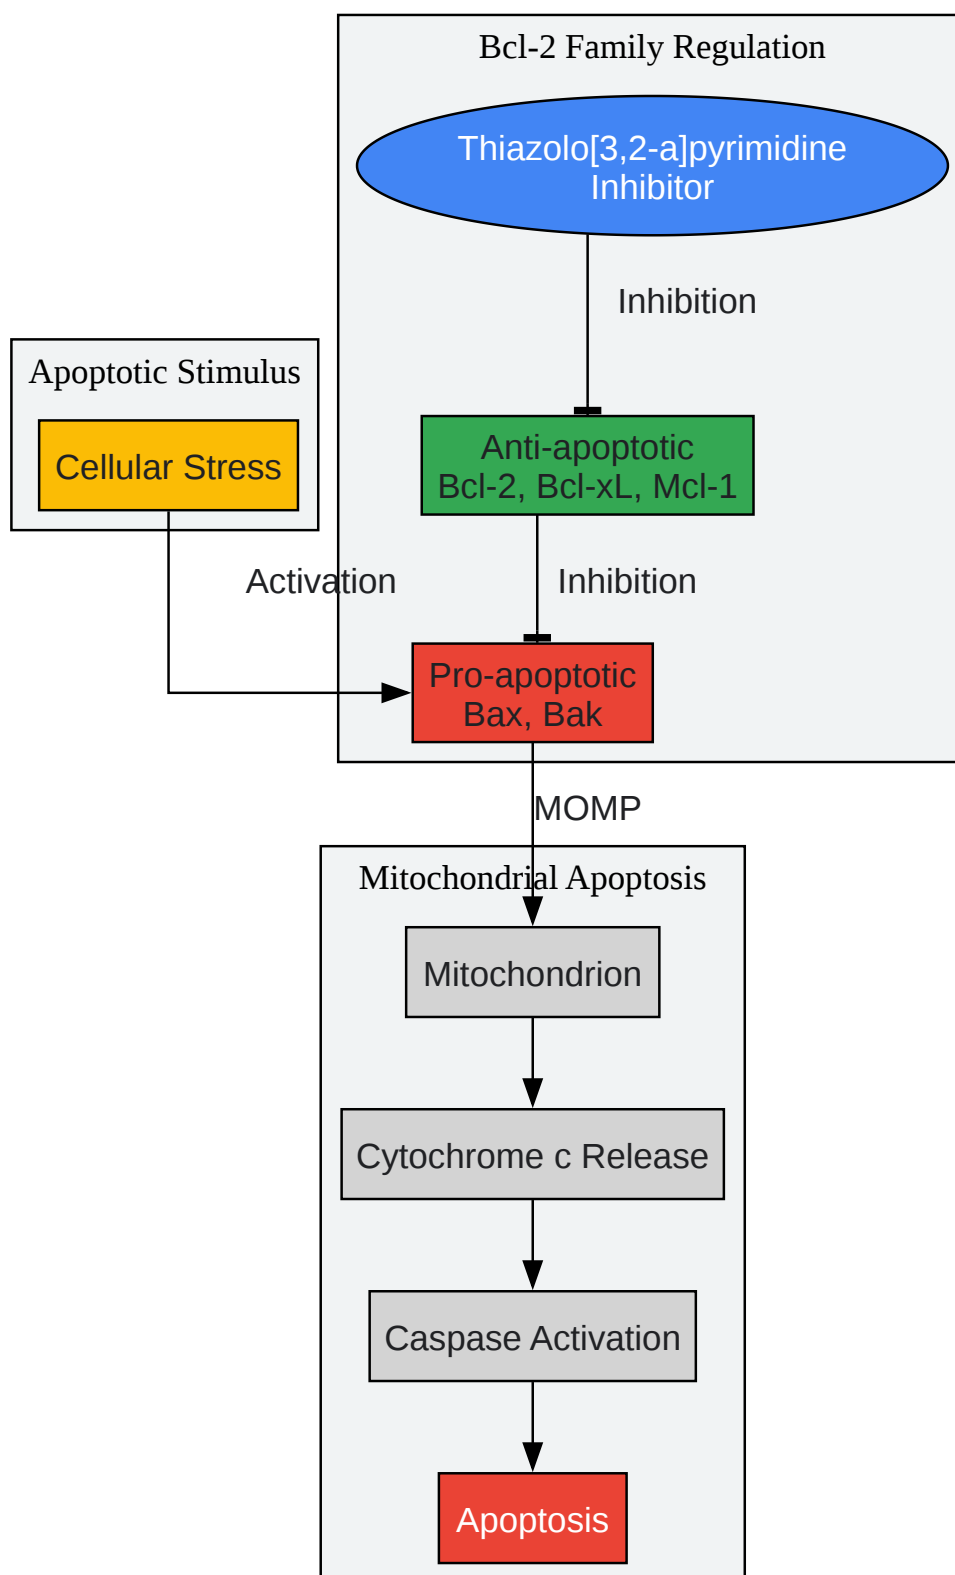 Bcl-2 Family Regulation
Thiazolo[3,2-a]pyrimidine
Inhibitor
Inhibition
Apoptotic Stimulus
Cellular Stress
Anti-apoptotic
Bcl-2, Bcl-xL, Mcl-1
Activation
Inhibition
Pro-apoptotic
Bax, Bak
MOMP
Mitochondrial Apoptosis
Mitochondrion
Cytochrome c Release
Caspase Activation
Apoptosis